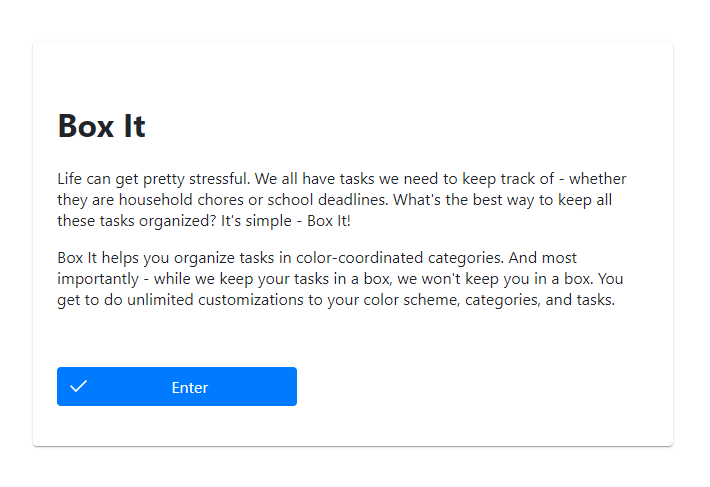 Box It
Life can get pretty stressful. We all have tasks we need to keep track of - whether
they are household chores or school deadlines. What's the best way to keep all
these tasks organized? It's simple - Box It!
Box It helps you organize tasks in color-coordinated categories. And most
importantly - while we keep your tasks in a box, we won't keep you in a box. You
get to do unlimited customizations to your color scheme, categories, and tasks.
Enter